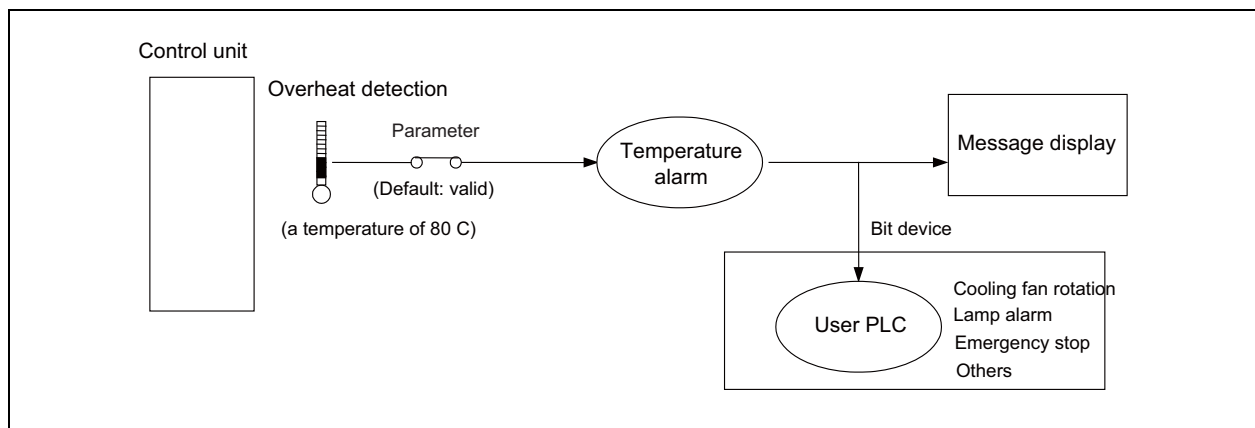 Control unit
Overheat detection
Parameter
(Default: valid)
(a temperature of 80 C)
Temperature
alarm
Message display
Bit device
User PLC
Cooling fan rotation
Lamp alarm
Emergency stop
Others